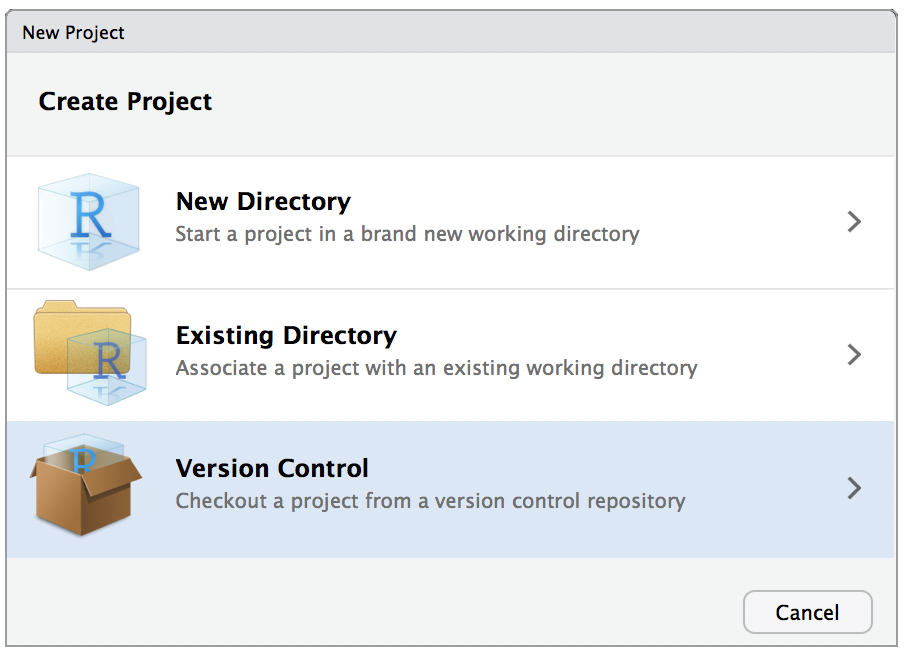 New Project
Create Project
R
New Directory
Start a project in a brand new working directory
R
Existing Directory
Associate a project with an existing working directory
R
Version Control
Checkout a project from a version control repository
Cancel